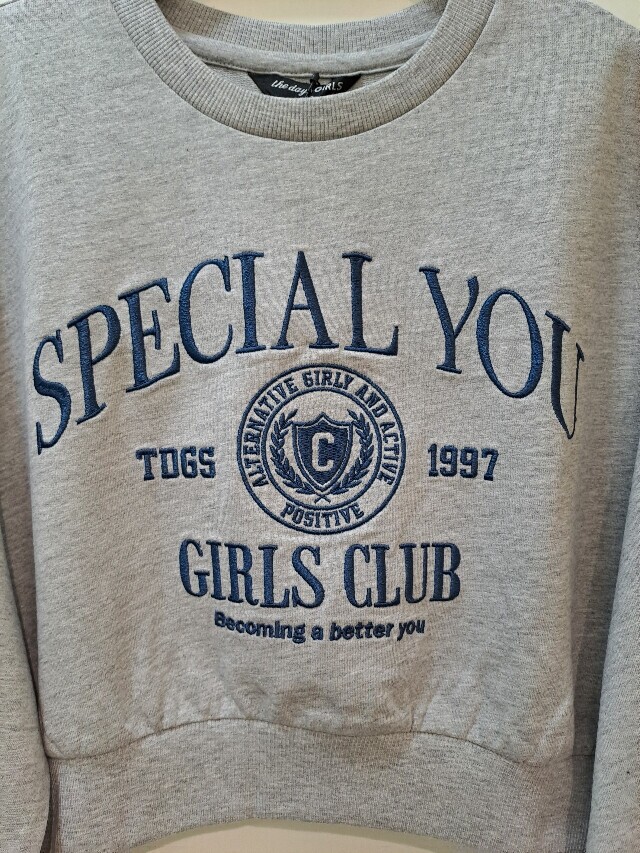 the day GIRLS
SPECIAL YOU
ALTERNATIVE GIRLY AND ACTIVE
TDGS
C
1997
POSITIVE
GIRLS CLUB
Becoming a better you